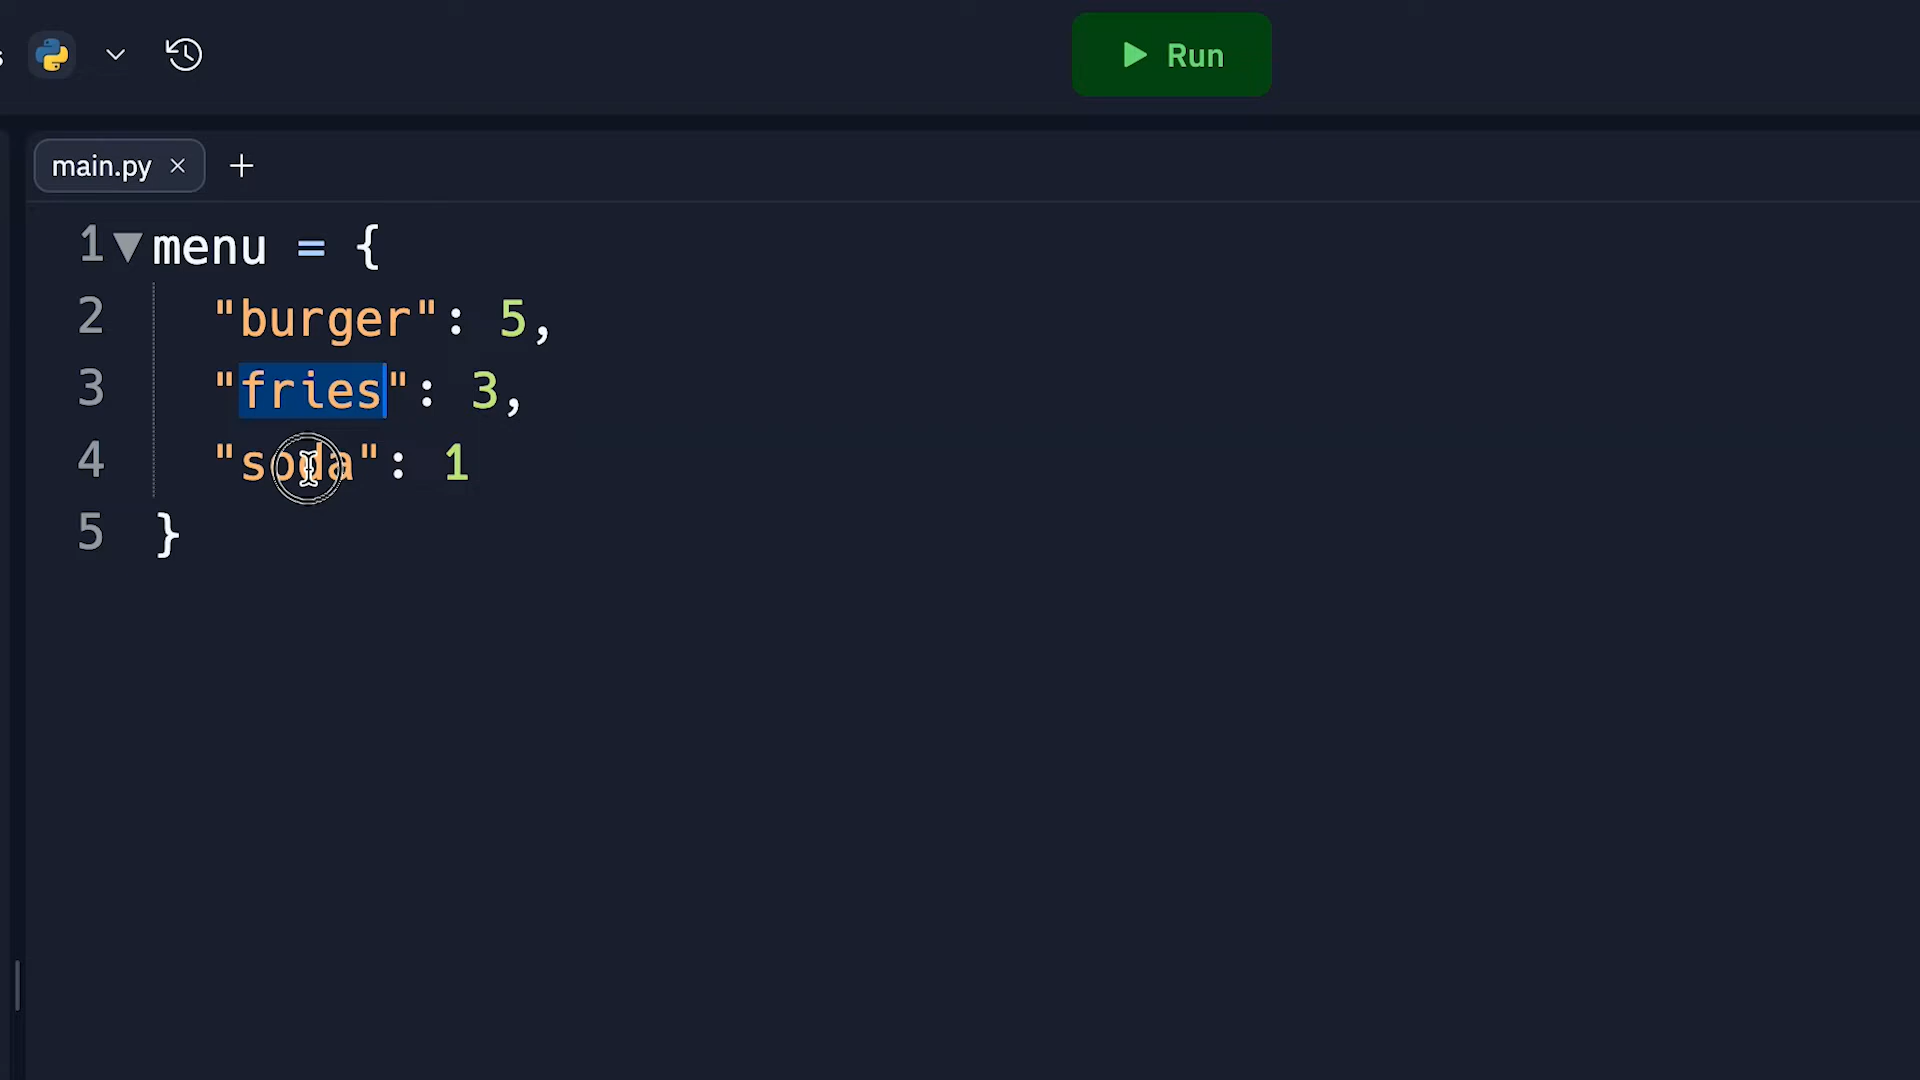 Run
main.py × +
1 menu = {
2 "burger": 5,
3 "fries": 3,
4 "soda": 1
5 }